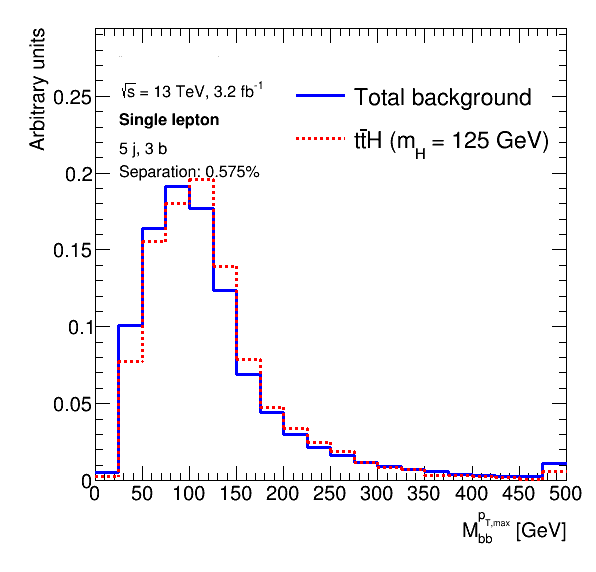 Arbitrary units
√s = 13 TeV, 3.2 fb⁻¹
Single lepton
5 j, 3 b
Separation: 0.575%
Total background
tt̄H (m_H = 125 GeV)
0.25
0.2
0.15
0.1
0.05
0
0 50 100 150 200 250 300 350 400 450 500
M_bb^{p_T,max} [GeV]